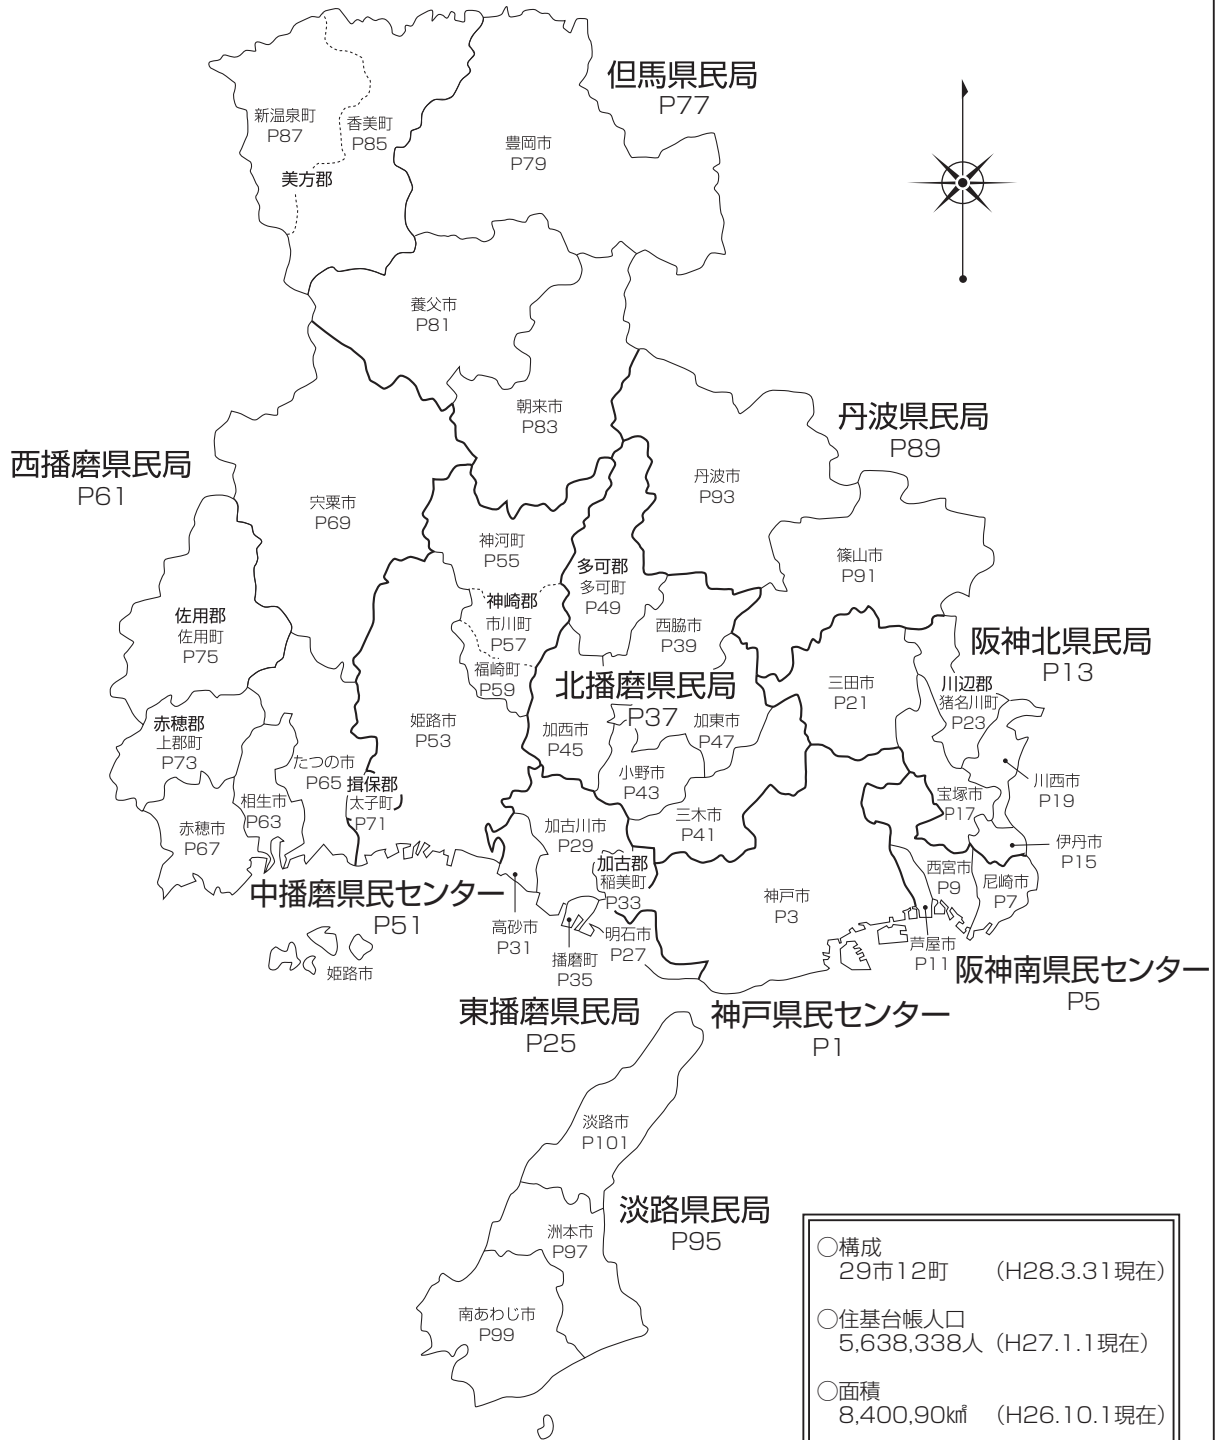 但馬県民局
P77
新温泉町
P87
香美町
P85
美方郡
豊岡市
P79
養父市
P81
朝来市
P83
丹波県民局
P89
丹波市
P93
篠山市
P91
西播磨県民局
P61
宍粟市
P69
佐用郡
佐用町
P75
赤穂郡
上郡町
P73
赤穂市
P67
相生市
P63
たつの市
P65
揖保郡
太子町
P71
神河町
P55
神崎郡
市川町
P57
福崎町
P59
姫路市
P53
中播磨県民センター
P51
姫路市
多可郡
多可町
P49
西脇市
P39
北播磨県民局
P37
加西市
P45
加東市
P47
小野市
P43
三木市
P41
阪神北県民局
P13
三田市
P21
川辺郡
猪名川町
P23
川西市
P19
宝塚市
P17
伊丹市
P15
加古川市
P29
加古郡
稲美町
P33
高砂市
P31
播磨町
P35
明石市
P27
東播磨県民局
P25
神戸市
P3
神戸県民センター
P1
西宮市
P9
尼崎市
P7
芦屋市
P11
阪神南県民センター
P5
淡路市
P101
淡路県民局
P95
洲本市
P97
南あわじ市
P99
○構成
29市12町 （H28.3.31現在）
○住基台帳人口
5,638,338人（H27.1.1現在）
○面積
8,400,90㎢ （H26.10.1現在）